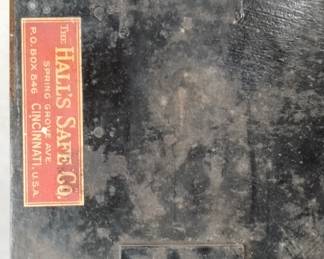 THE HALL'S SAFE CO.
SPRING GROVE AVE.
P.O. BOX 846 CINCINNATI, U.S.A.